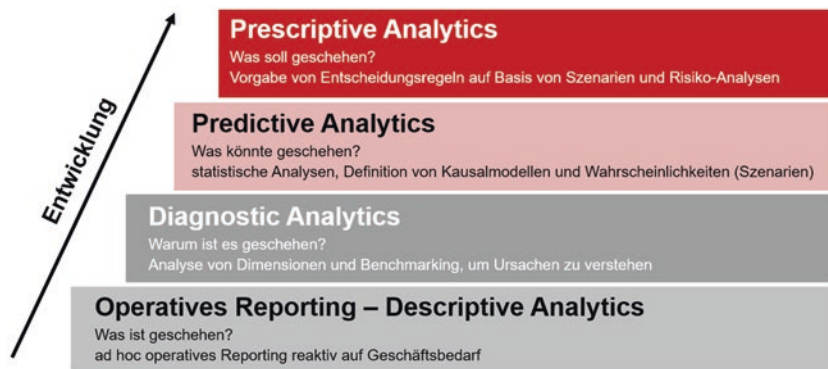 Prescriptive Analytics
Was soll geschehen?
Vorgabe von Entscheidungsregeln auf Basis von Szenarien und Risiko-Analysen
Predictive Analytics
Was könnte geschehen?
statistische Analysen, Definition von Kausalmodellen und Wahrscheinlichkeiten (Szenarien)
Diagnostic Analytics
Warum ist es geschehen?
Analyse von Dimensionen und Benchmarking, um Ursachen zu verstehen
Operatives Reporting – Descriptive Analytics
Was ist geschehen?
ad hoc operatives Reporting reaktiv auf Geschäftsbedarf
Entwicklung